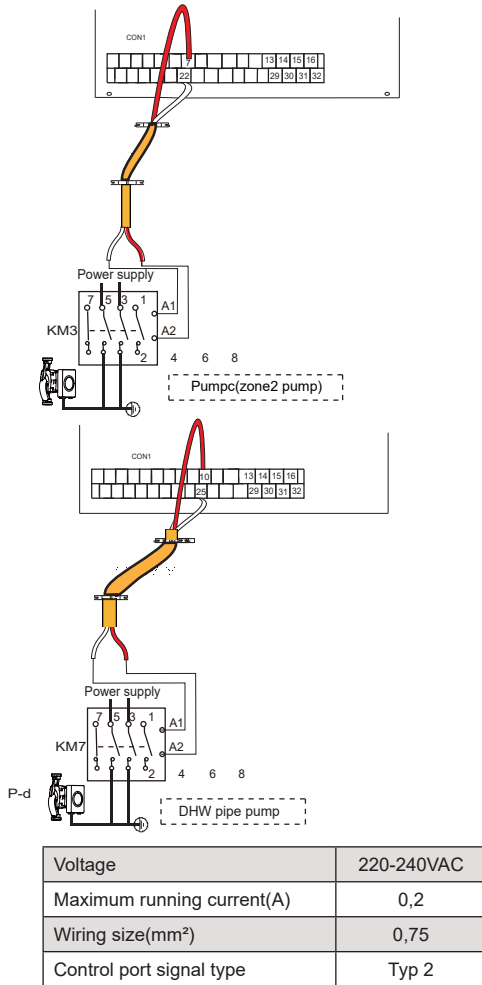 CON1
7 13 14 15 16
22 29 30 31 32
Power supply
7 5 3 1
A1
KM3
A2
2 4 6 8
Pumpc(zone2 pump)
CON1
10 13 14 15 16
25 29 30 31 32
Power supply
7 5 3 1
A1
KM7
A2
2 4 6 8
P-d
DHW pipe pump
Voltage 220-240VAC
Maximum running current(A) 0,2
Wiring size(mm²) 0,75
Control port signal type Typ 2